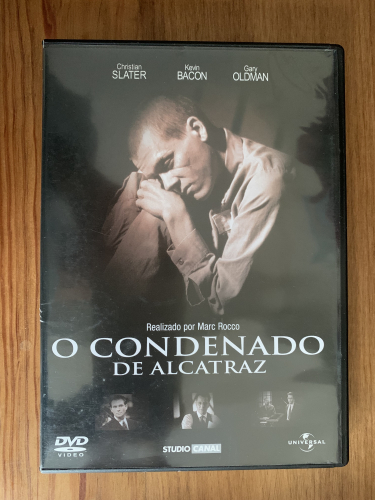 Christian Kevin Gary
SLATER BACON OLDMAN
Realizado por Marc Rocco
O CONDENADO
DE ALCATRAZ
DVD
VIDEO
STUDIO CANAL
UNIVERSAL